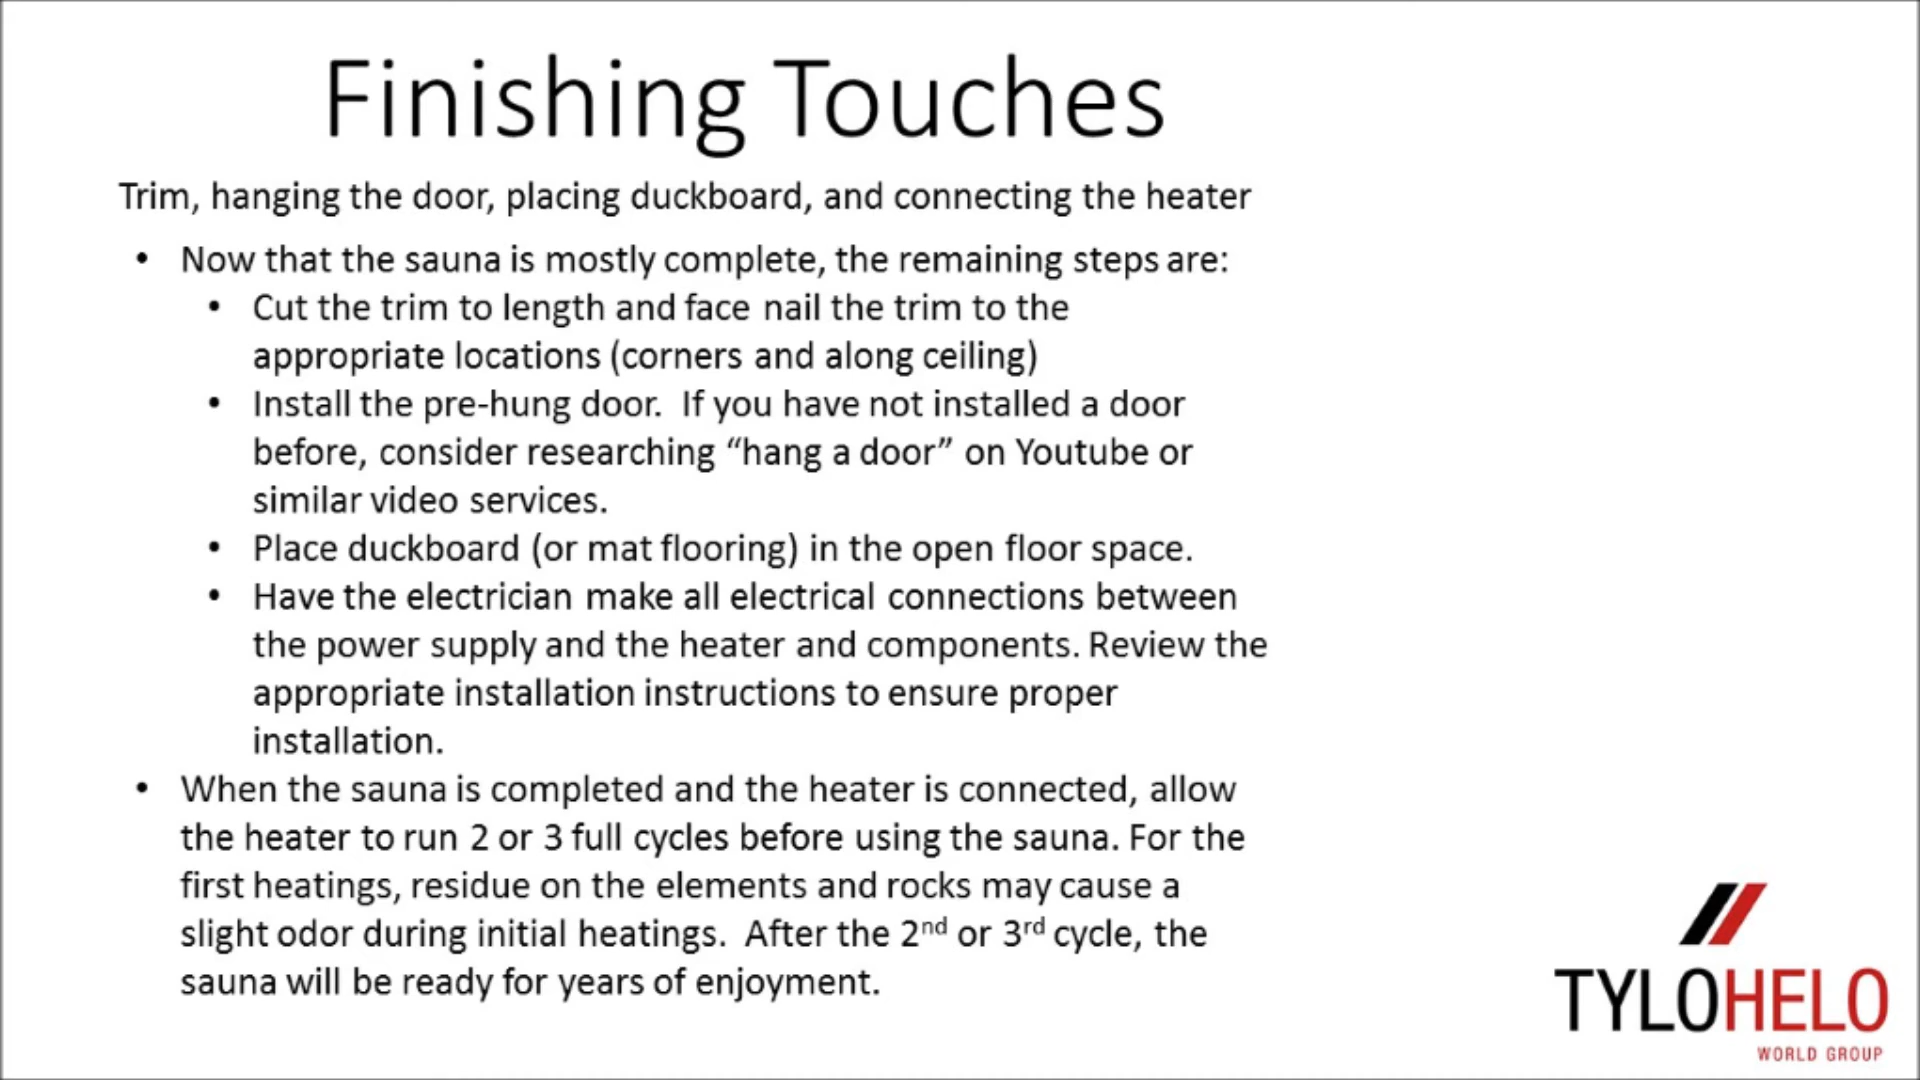 Finishing Touches
Trim, hanging the door, placing duckboard, and connecting the heater
• Now that the sauna is mostly complete, the remaining steps are:
• Cut the trim to length and face nail the trim to the
appropriate locations (corners and along ceiling)
• Install the pre-hung door.  If you have not installed a door
before, consider researching “hang a door” on Youtube or
similar video services.
• Place duckboard (or mat flooring) in the open floor space.
• Have the electrician make all electrical connections between
the power supply and the heater and components. Review the
appropriate installation instructions to ensure proper
installation.
• When the sauna is completed and the heater is connected, allow
the heater to run 2 or 3 full cycles before using the sauna. For the
first heatings, residue on the elements and rocks may cause a
slight odor during initial heatings.  After the 2nd or 3rd cycle, the
sauna will be ready for years of enjoyment.
TYLOHELO
WORLD GROUP